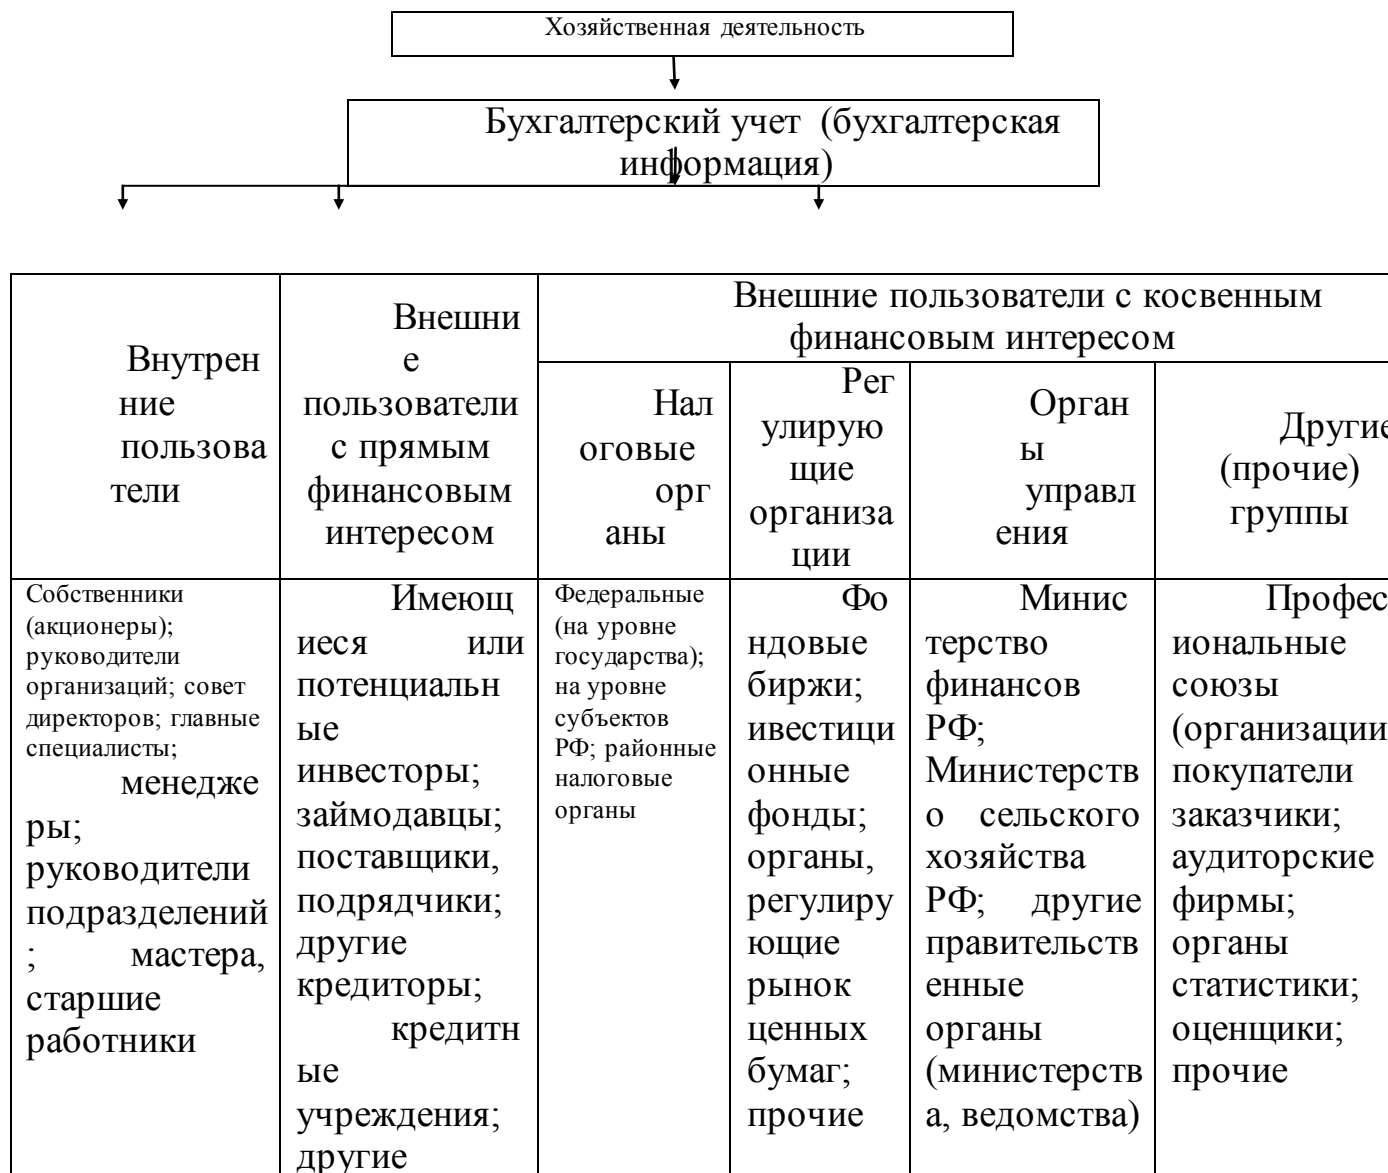 Хозяйственная деятельность
Бухгалтерский учет (бухгалтерская
информация)
Внутрен
ние
пользова
тели
Внешни
е
пользователи
с прямым
финансовым
интересом
Внешние пользователи с косвенным
финансовым интересом
Нал
оговые
орг
аны
Рег
улирую
щие
организа
ции
Орган
ы
управл
ения
Другие
(прочие)
группы
Собственники
(акционеры);
руководители
организаций; совет
директоров; главные
специалисты;
менедже
ры;
руководители
подразделений
; мастера,
старшие
работники
Имеющ
иеся или
потенциальн
ые
инвесторы;
займодавцы;
поставщики,
подрядчики;
другие
кредиторы;
кредитн
ые
учреждения;
другие
Федеральные
(на уровне
государства);
на уровне
субъектов
РФ; районные
налоговые
органы
Фо
ндовые
биржи;
ивестици
онные
фонды;
органы,
регулиру
ющие
рынок
ценных
бумаг;
прочие
Минис
терство
финансов
РФ;
Министерств
о сельского
хозяйства
РФ; другие
правительств
енные
органы
(министерств
а, ведомства)
Профес
иональные
союзы
(организации
покупатели
заказчики;
аудиторские
фирмы;
органы
статистики;
оценщики;
прочие